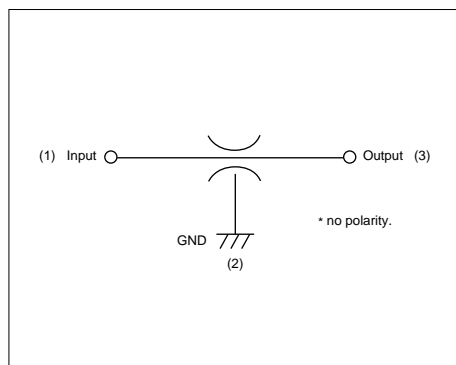 (1) Input Output (3)
* no polarity.
GND
(2)